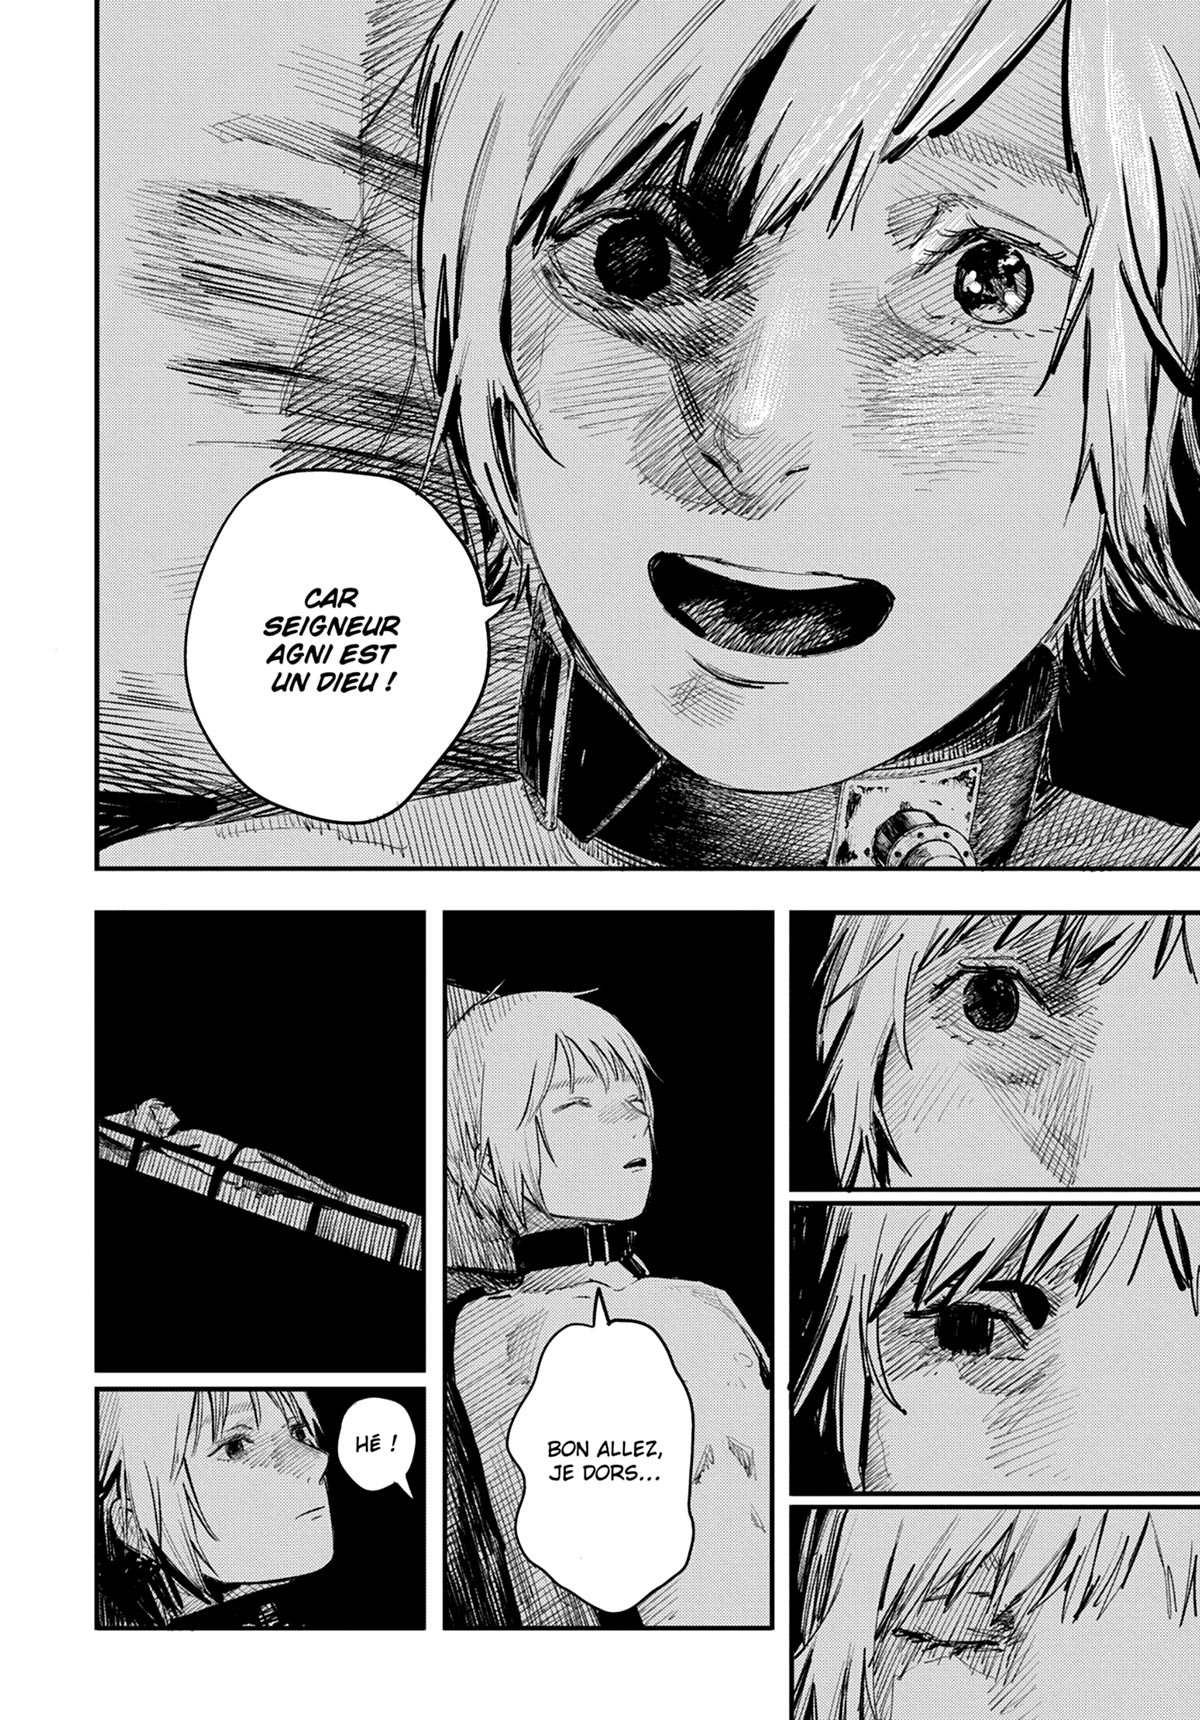 CAR
SEIGNEUR
AGNI EST
UN DIEU !
BON ALLEZ,
JE DORS...
HÉ !